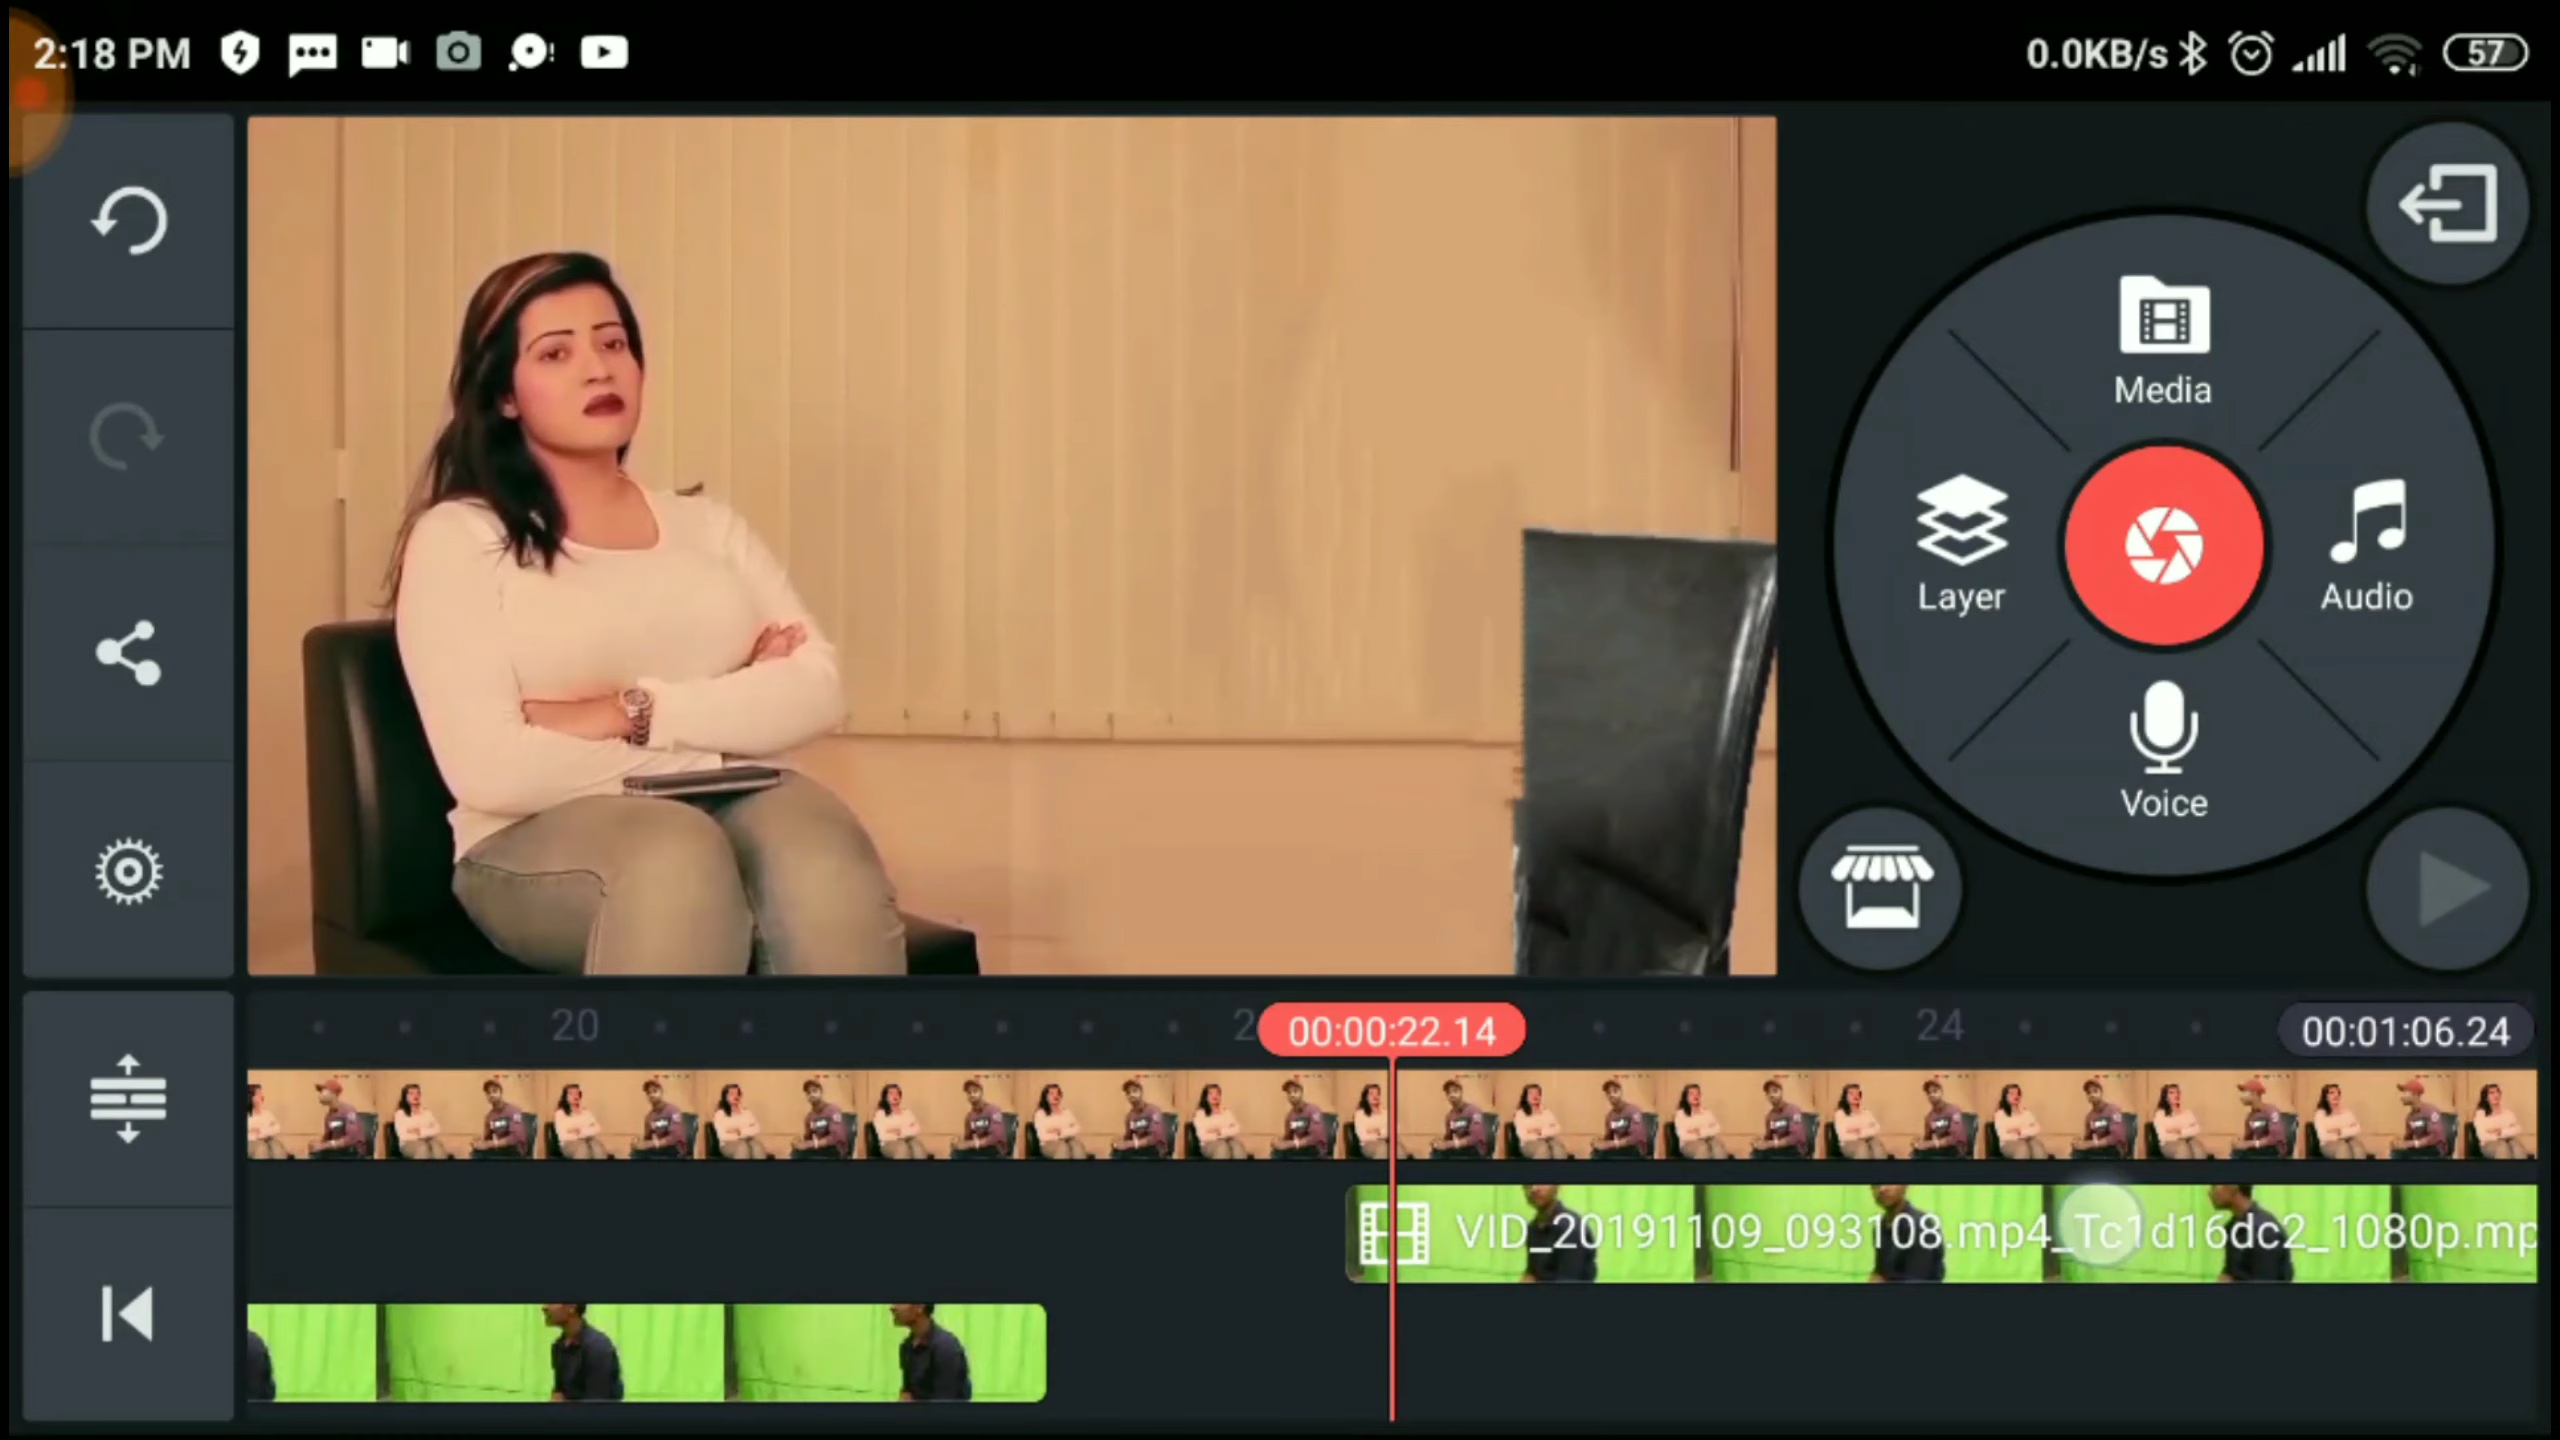 2:18 PM
0.0KB/s
57
Media
Layer
Audio
Voice
20
00:00:22.14
24
00:01:06.24
VID_20191109_093108.mp4_Tc1d16dc2_1080p.mp